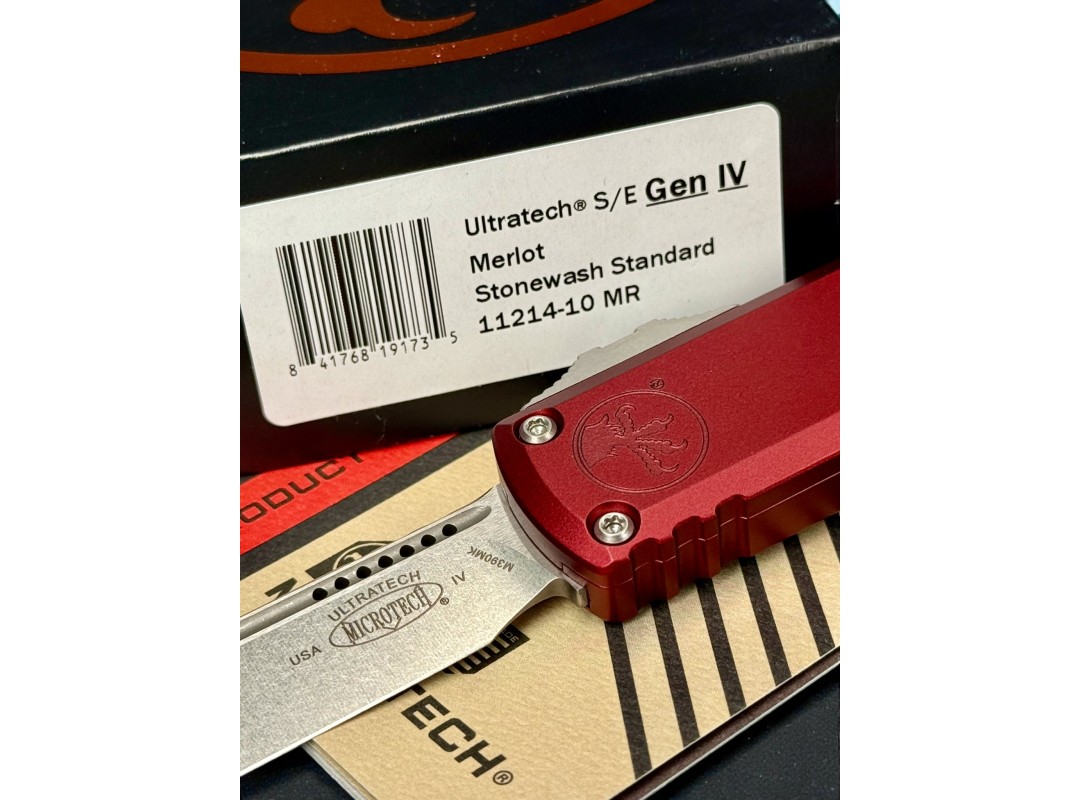 Ultratech® S/E Gen IV
Merlot
Stonewash Standard
11214-10 MR
8 41768 19173 5
ODUCT
M390MK
ULTRATECH IV
MICROTECH®
USA
TECH®